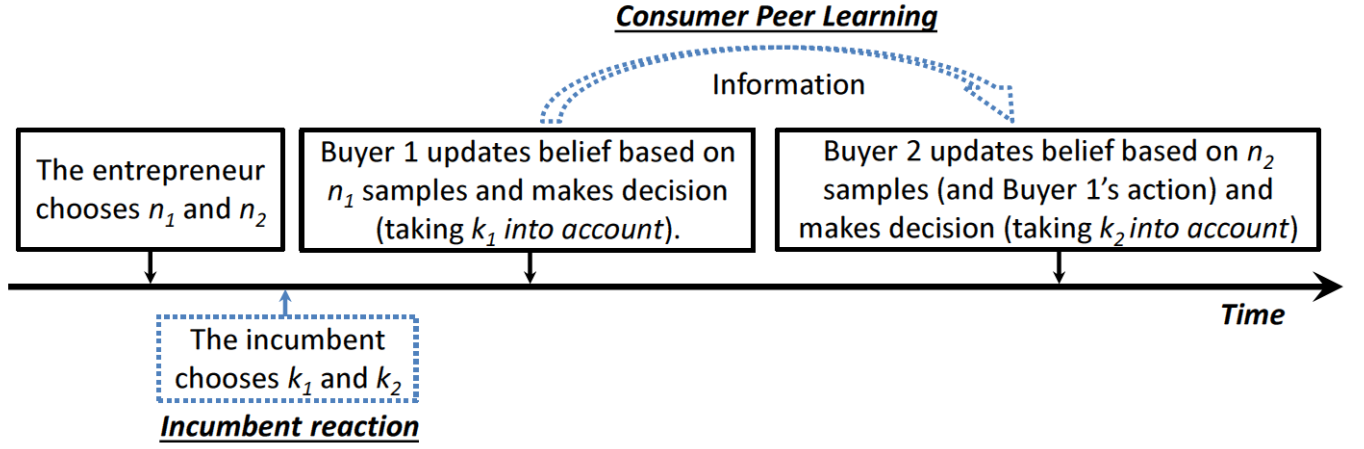 Consumer Peer Learning
Information
The entrepreneur
chooses n₁ and n₂
Buyer 1 updates belief based on
n₁ samples and makes decision
(taking k₁ into account).
Buyer 2 updates belief based on n₂
samples (and Buyer 1’s action) and
makes decision (taking k₂ into account)
Time
The incumbent
chooses k₁ and k₂
Incumbent reaction